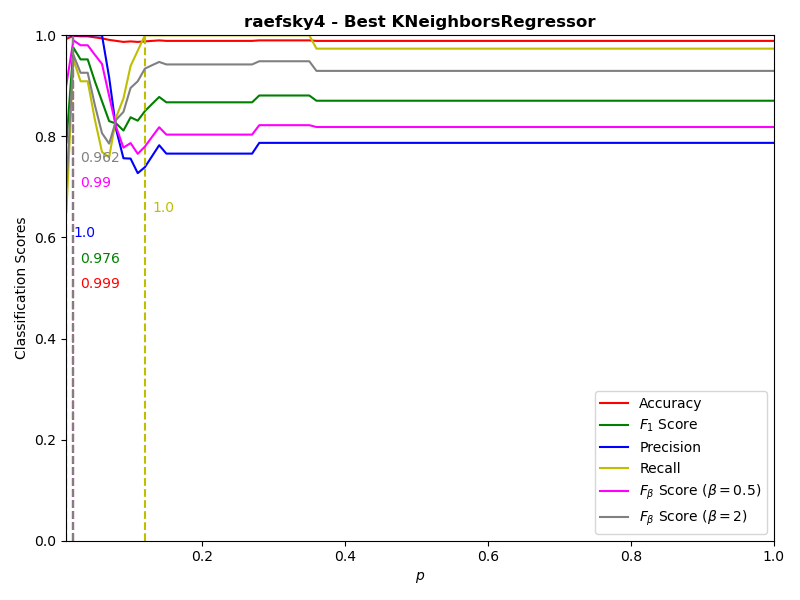 raefsky4 - Best KNeighborsRegressor
Classification Scores
1.0
0.8
0.6
0.4
0.2
0.0
0.962
0.99
1.0
1.0
0.976
0.999
Accuracy
F₁ Score
Precision
Recall
Fᵦ Score (β = 0.5)
Fᵦ Score (β = 2)
0.2 0.4 0.6 0.8 1.0
p